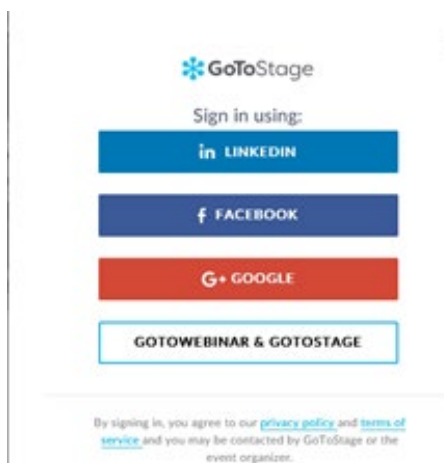 GoToStage
Sign in using:
in LINKEDIN
f FACEBOOK
G+ GOOGLE
GOTOWEBINAR & GOTOSTAGE
By signing in, you agree to our privacy policy and terms of
service and you may be contacted by GoToStage or the
event organizer.